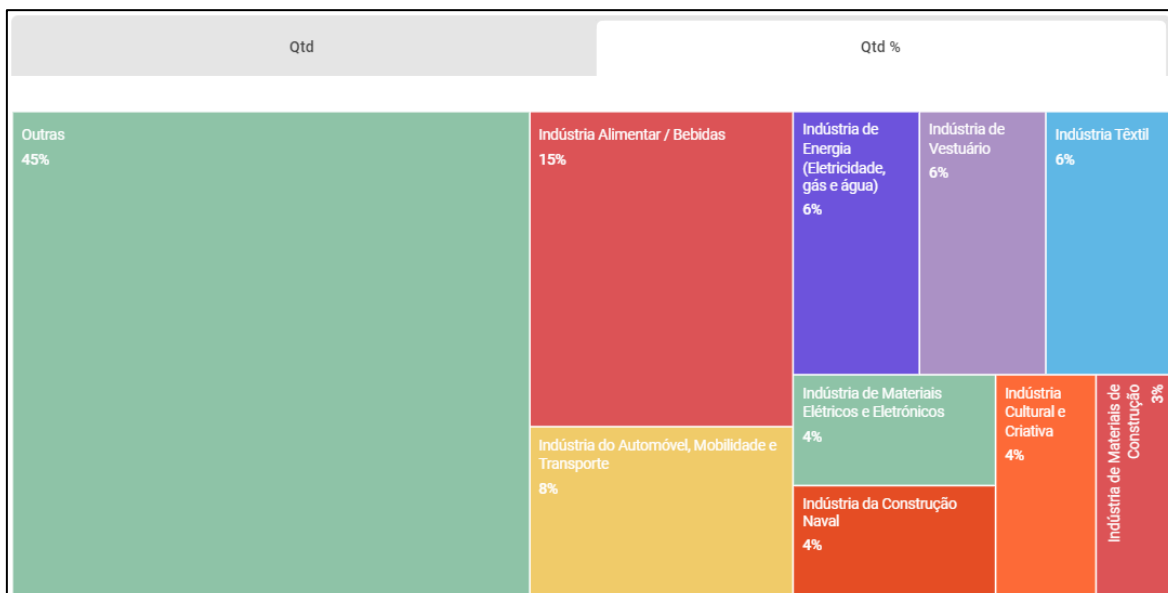 Qtd
Qtd %
Outras
45%
Indústria Alimentar / Bebidas
15%
Indústria do Automóvel, Mobilidade e
Transporte
8%
Indústria de
Energia
(Eletricidade,
gás e água)
6%
Indústria de
Vestuário
6%
Indústria Têxtil
6%
Indústria de Materiais
Elétricos e Eletrónicos
4%
Indústria da Construção
Naval
4%
Indústria
Cultural e
Criativa
4%
Indústria de Materiais de
Construção
3%